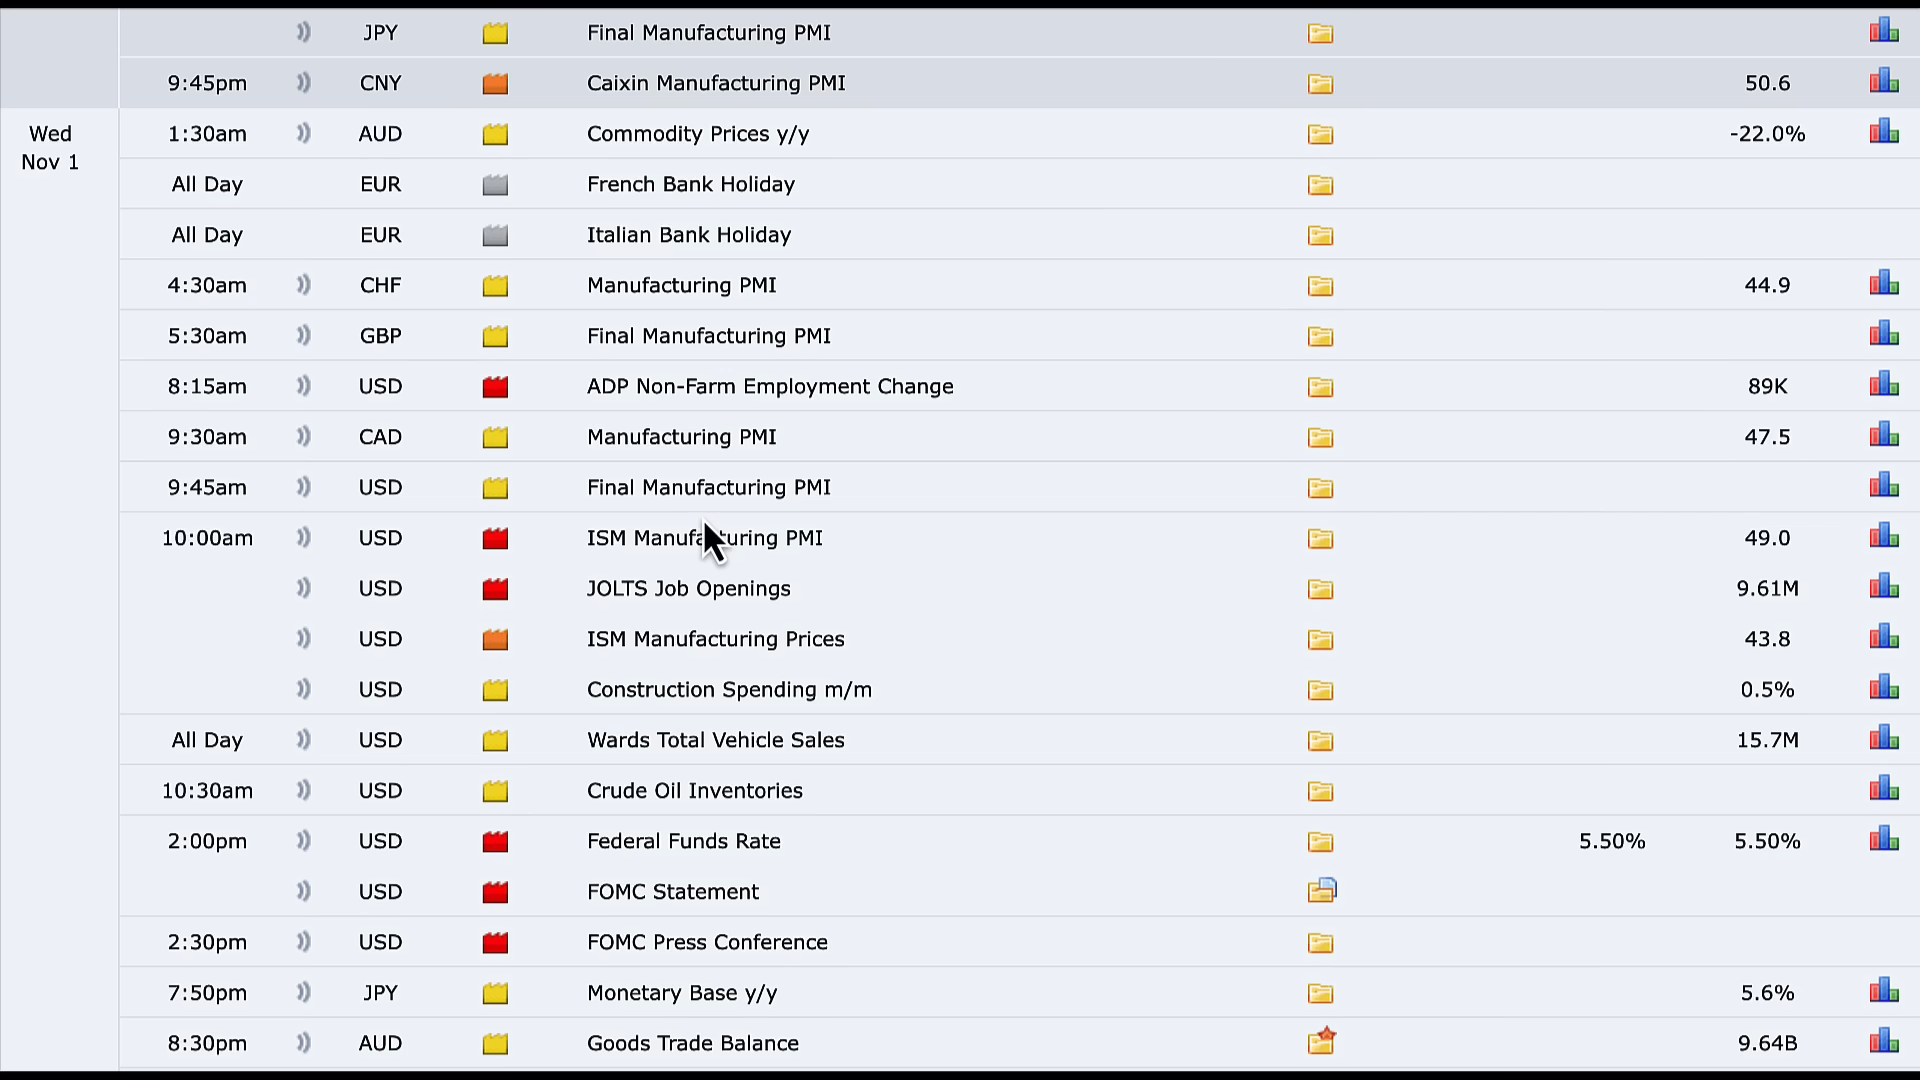 JPY Final Manufacturing PMI
9:45pm CNY Caixin Manufacturing PMI 50.6
Wed Nov 1
1:30am AUD Commodity Prices y/y -22.0%
All Day EUR French Bank Holiday
All Day EUR Italian Bank Holiday
4:30am CHF Manufacturing PMI 44.9
5:30am GBP Final Manufacturing PMI
8:15am USD ADP Non-Farm Employment Change 89K
9:30am CAD Manufacturing PMI 47.5
9:45am USD Final Manufacturing PMI
10:00am USD ISM Manufacturing PMI 49.0
USD JOLTS Job Openings 9.61M
USD ISM Manufacturing Prices 43.8
USD Construction Spending m/m 0.5%
All Day USD Wards Total Vehicle Sales 15.7M
10:30am USD Crude Oil Inventories
2:00pm USD Federal Funds Rate 5.50% 5.50%
USD FOMC Statement
2:30pm USD FOMC Press Conference
7:50pm JPY Monetary Base y/y 5.6%
8:30pm AUD Goods Trade Balance 9.64B